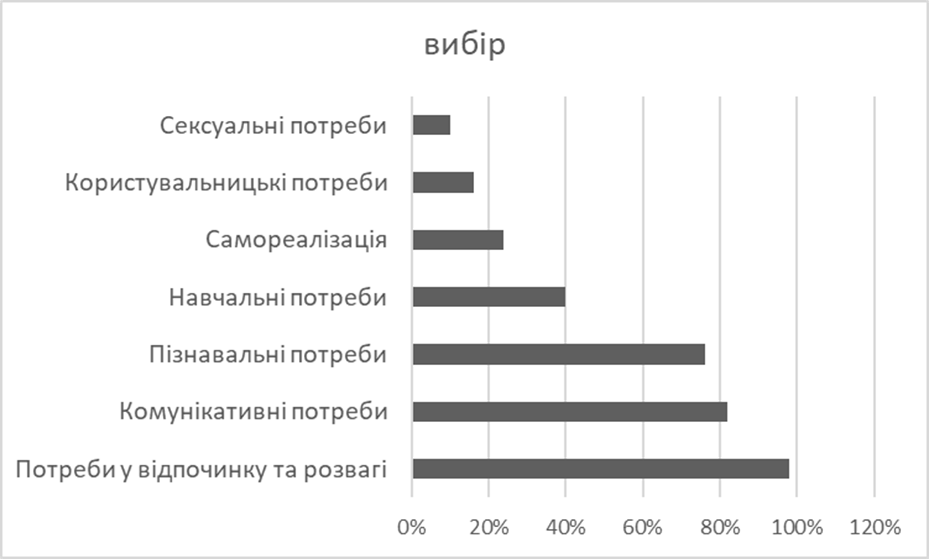 вибір
Сексуальні потреби
Користувальницькі потреби
Самореалізація
Навчальні потреби
Пізнавальні потреби
Комунікативні потреби
Потреби у відпочинку та розвагі
0% 20% 40% 60% 80% 100% 120%